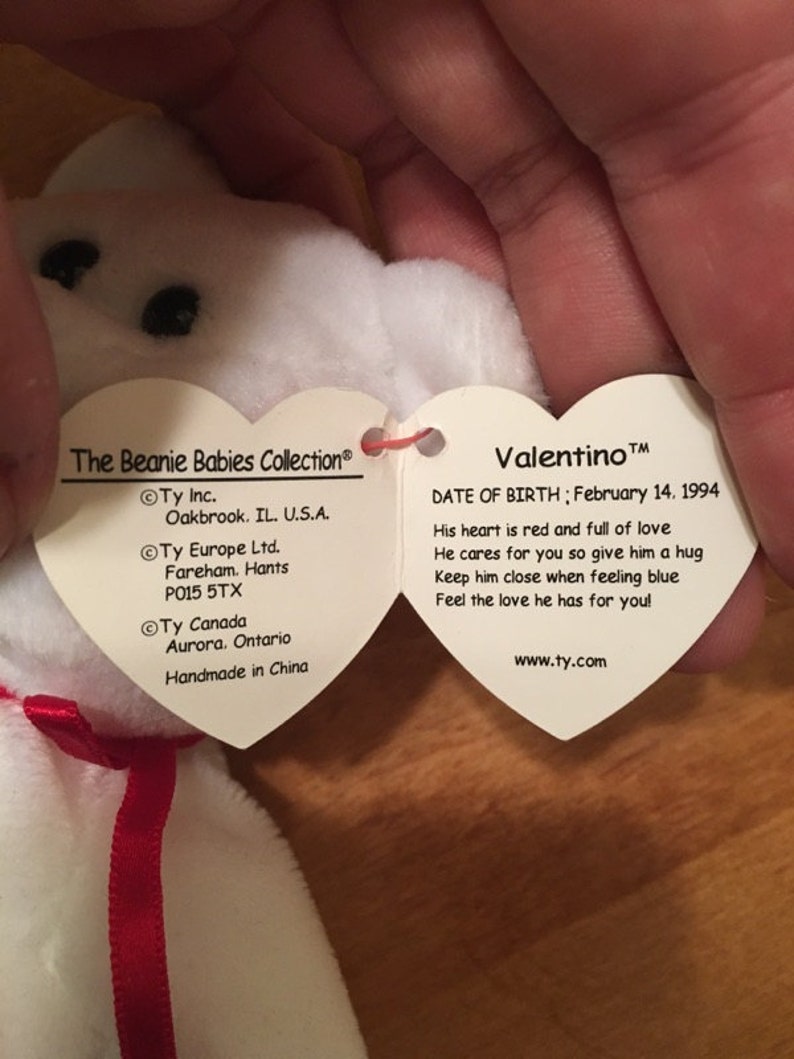 The Beanie Babies Collection®
©Ty Inc.
Oakbrook, IL. U.S.A.
©Ty Europe Ltd.
Fareham, Hants
PO15 5TX
©Ty Canada
Aurora, Ontario
Handmade in China
Valentino™
DATE OF BIRTH ; February 14, 1994
His heart is red and full of love
He cares for you so give him a hug
Keep him close when feeling blue
Feel the love he has for you!
www.ty.com